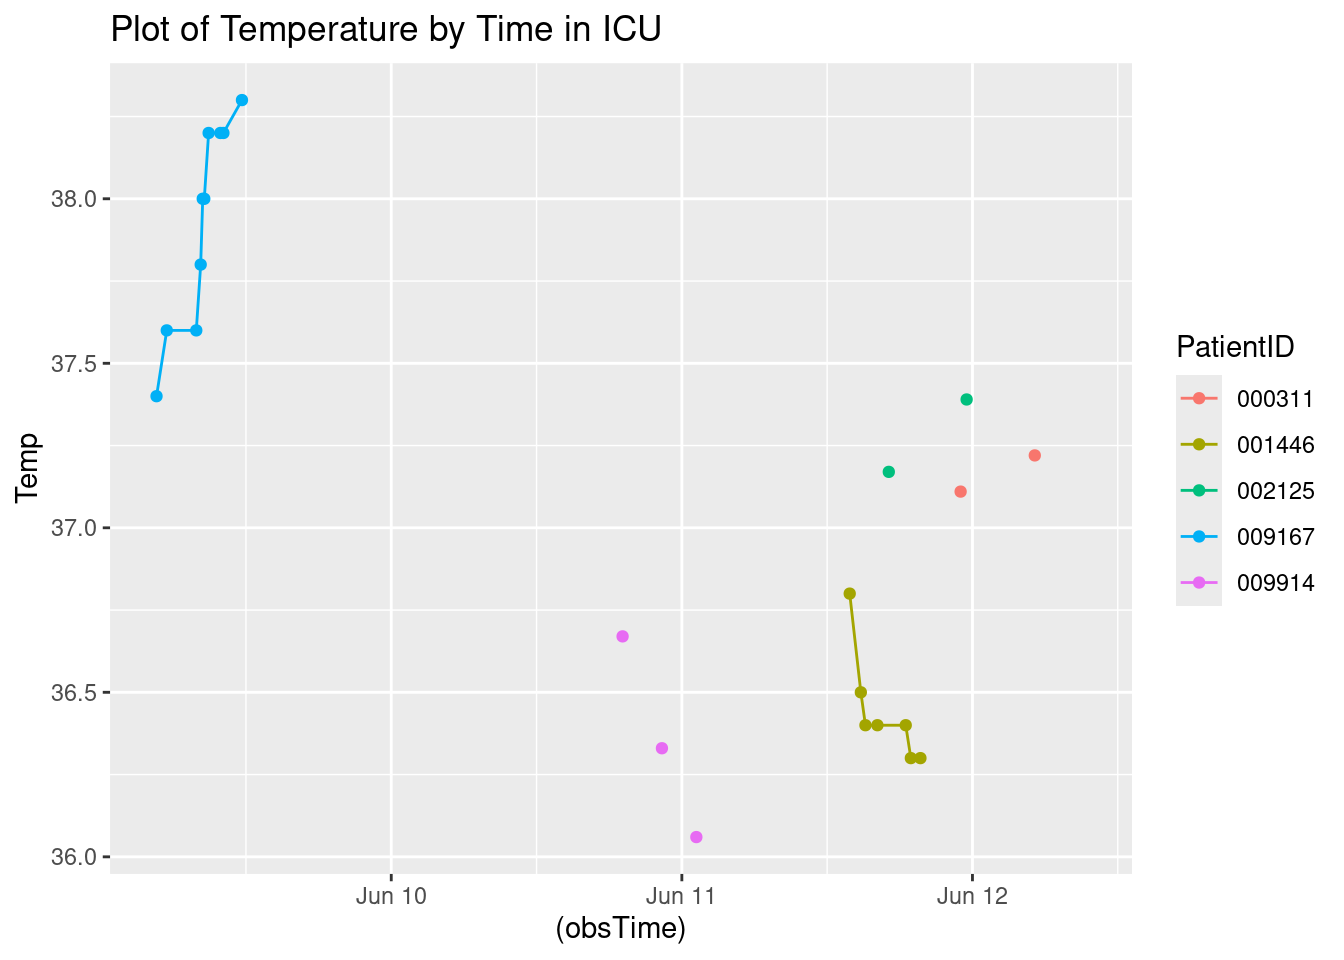 Plot of Temperature by Time in ICU
38.0
37.5
37.0
36.5
36.0
Temp
Jun 10
Jun 11
Jun 12
(obsTime)
PatientID
000311
001446
002125
009167
009914